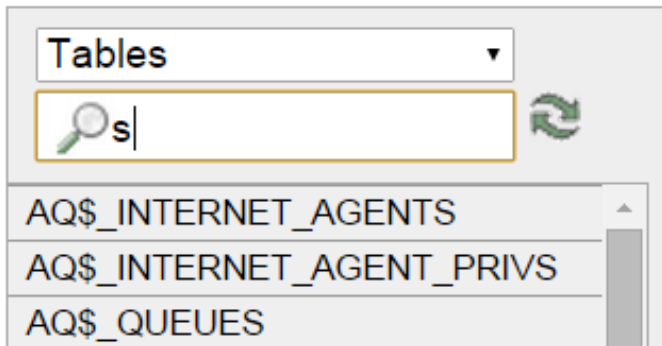 Tables
s
AQ$_INTERNET_AGENTS
AQ$_INTERNET_AGENT_PRIVS
AQ$_QUEUES